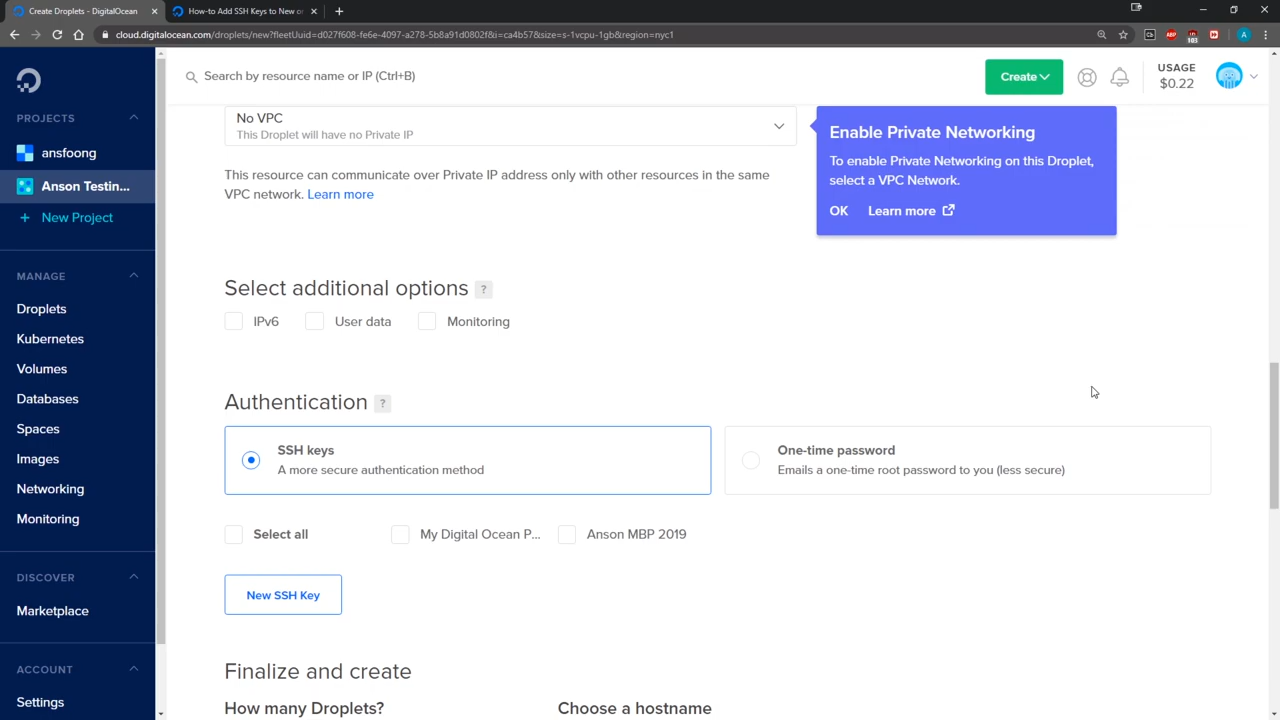 Create Droplets - DigitalOcean
How-to Add SSH Keys to New o
cloud.digitalocean.com/droplets/new?fleetUuid=d027f608-fe6e-4097-a278-5b8a91d0802f8&i=ca4b57&size=s-1vcpu-1gb&region=nyc1
ABP
103
A
Search by resource name or IP (Ctrl+B)
Create
USAGE
$0.22
PROJECTS
ansfoong
Anson Testin...
+ New Project
MANAGE
Droplets
Kubernetes
Volumes
Databases
Spaces
Images
Networking
Monitoring
DISCOVER
Marketplace
ACCOUNT
Settings
No VPC
This Droplet will have no Private IP
This resource can communicate over Private IP address only with other resources in the same
VPC network. Learn more
Enable Private Networking
To enable Private Networking on this Droplet,
select a VPC Network.
OK Learn more
Select additional options ?
IPv6 User data Monitoring
Authentication ?
SSH keys
A more secure authentication method
One-time password
Emails a one-time root password to you (less secure)
Select all My Digital Ocean P... Anson MBP 2019
New SSH Key
Finalize and create
How many Droplets? Choose a hostname